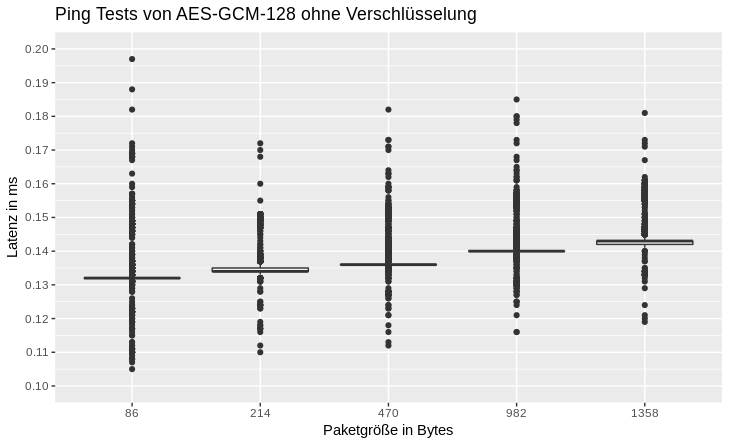 Ping Tests von AES-GCM-128 ohne Verschlüsselung
0.20
0.19
0.18
0.17
0.16
0.15
0.14
0.13
0.12
0.11
0.10
Latenz in ms
86 214 470 982 1358
Paketgröße in Bytes